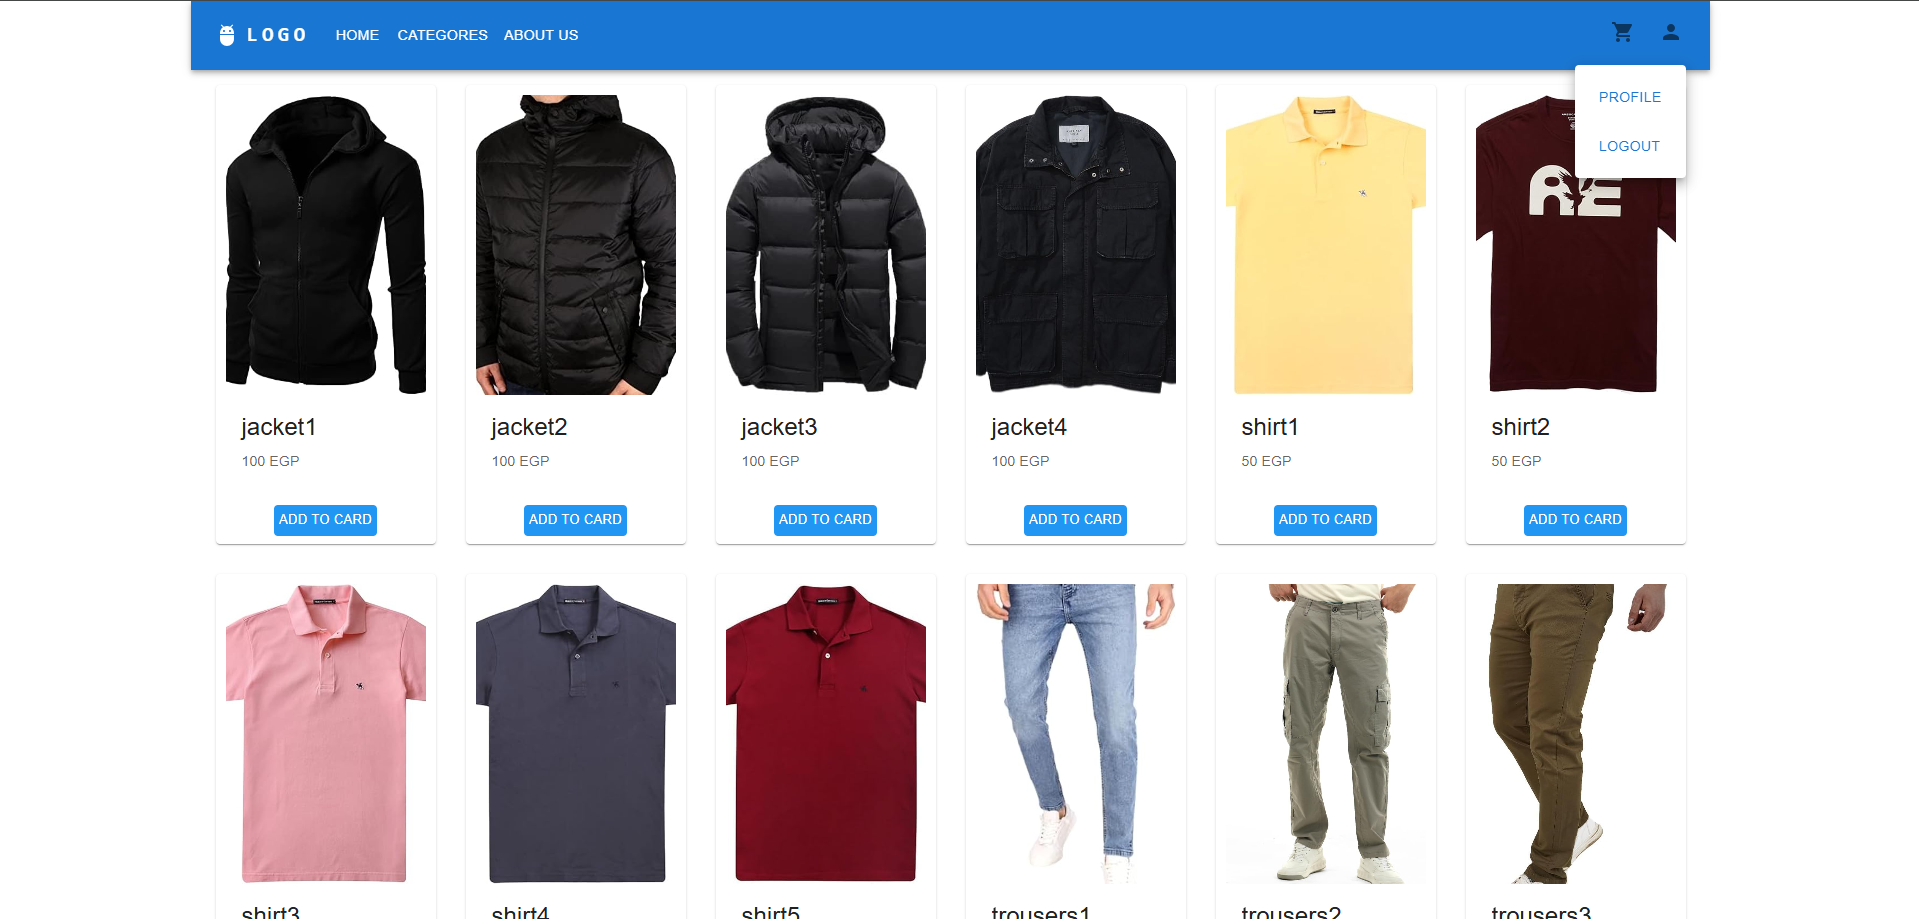 LOGO
HOME CATEGORES ABOUT US
PROFILE
LOGOUT
RE
jacket1
100 EGP
ADD TO CARD
jacket2
100 EGP
ADD TO CARD
jacket3
100 EGP
ADD TO CARD
jacket4
100 EGP
ADD TO CARD
shirt1
50 EGP
ADD TO CARD
shirt2
50 EGP
ADD TO CARD
shirt3
shirt4
shirt5
trousers1
trousers2
trousers3